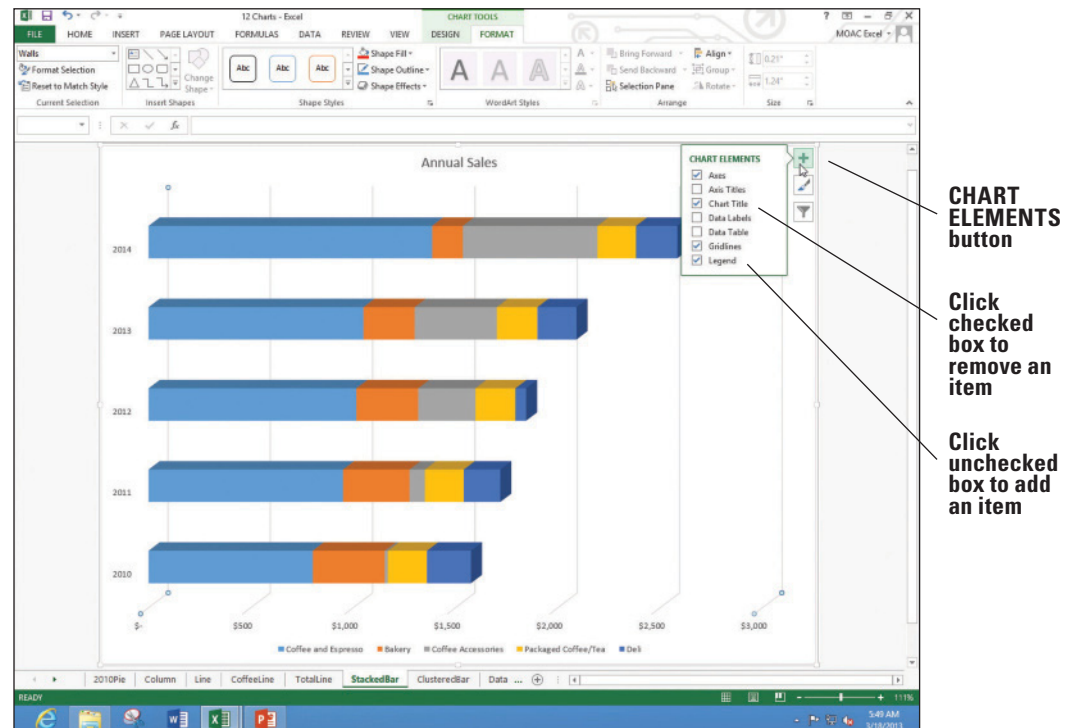 12 Charts - Excel
CHART TOOLS
FILE HOME INSERT PAGE LAYOUT FORMULAS DATA REVIEW VIEW DESIGN FORMAT
MOAC Excel
Walls
Format Selection
Reset to Match Style
Current Selection
Change
Shape
Insert Shapes
Abc Abc Abc
Shape Fill
Shape Outline
Shape Effects
Shape Styles
A A A
WordArt Styles
Bring Forward
Send Backward
Selection Pane
Align
Group
Rotate
Arrange
0.21"
1.24"
Size
fx
Annual Sales
CHART ELEMENTS
Axes
Axis Titles
Chart Title
Data Labels
Data Table
Gridlines
Legend
2014
2013
2012
2011
2010
$- $500 $1,000 $1,500 $2,000 $2,500 $3,000
Coffee and Espresso Bakery Coffee Accessories Packaged Coffee/Tea Deli
2010Pie Column Line CoffeeLine TotalLine StackedBar ClusteredBar Data ...
READY
111%
5:49 AM
3/18/2013
CHART
ELEMENTS
button
Click
checked
box to
remove an
item
Click
unchecked
box to add
an item